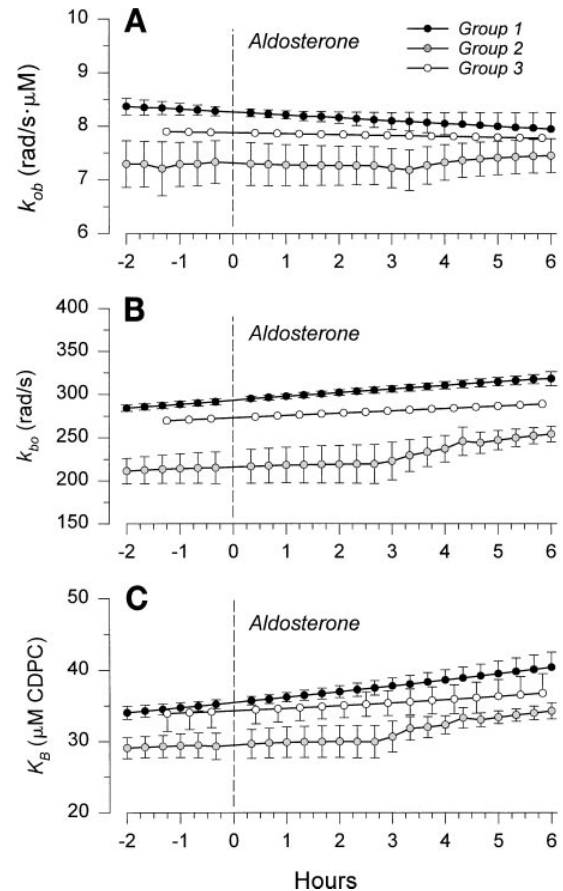 A
Aldosterone
Group 1
Group 2
Group 3
k_ob (rad/s·μM)
10
9
8
7
6
-2 -1 0 1 2 3 4 5 6
B
Aldosterone
k_bo (rad/s)
400
350
300
250
200
150
-2 -1 0 1 2 3 4 5 6
C
Aldosterone
K_B (μM CDPC)
50
40
30
20
-2 -1 0 1 2 3 4 5 6
Hours